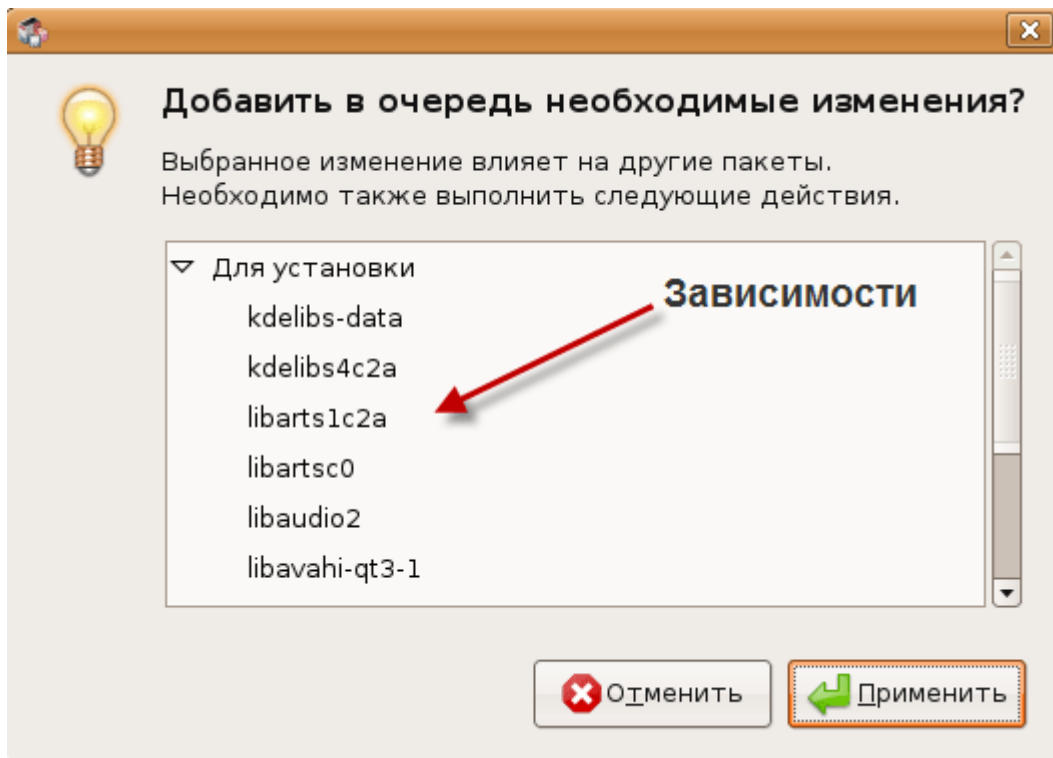 Добавить в очередь необходимые изменения?
Выбранное изменение влияет на другие пакеты.
Необходимо также выполнить следующие действия.
Для установки
Зависимости
kdelibs-data
kdelibs4c2a
libarts1c2a
libartsc0
libaudio2
libavahi-qt3-1
Отменить
Применить